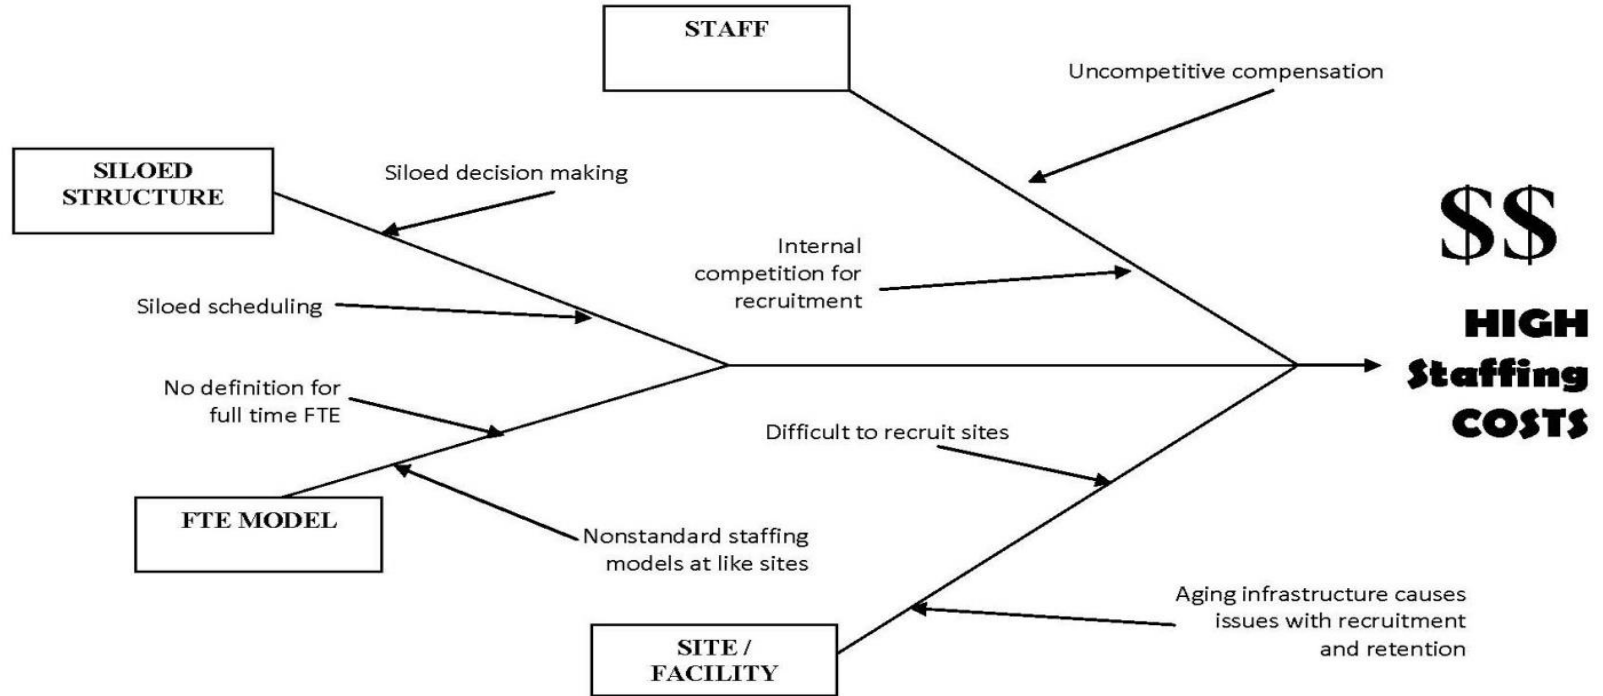 STAFF
Uncompetitive compensation
SILOED
STRUCTURE
Siloed decision making
Internal
competition for
recruitment
Siloed scheduling
$$
HIGH
Staffing
COSTS
No definition for
full time FTE
Difficult to recruit sites
FTE MODEL
Nonstandard staffing
models at like sites
Aging infrastructure causes
issues with recruitment
and retention
SITE /
FACILITY